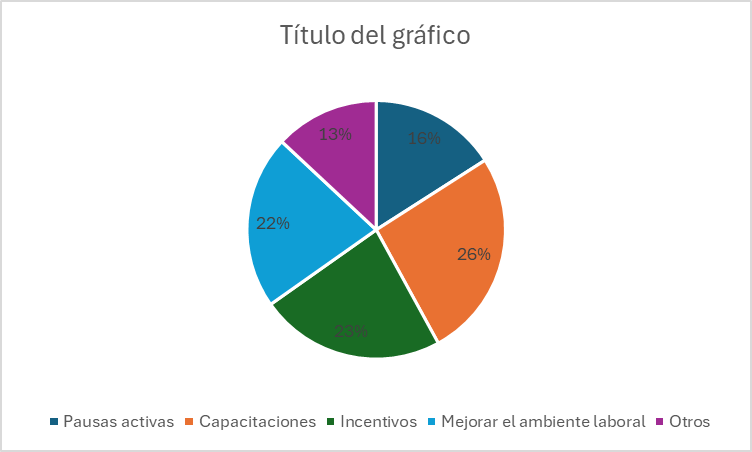 Título del gráfico
13%
16%
22%
26%
23%
Pausas activas
Capacitaciones
Incentivos
Mejorar el ambiente laboral
Otros